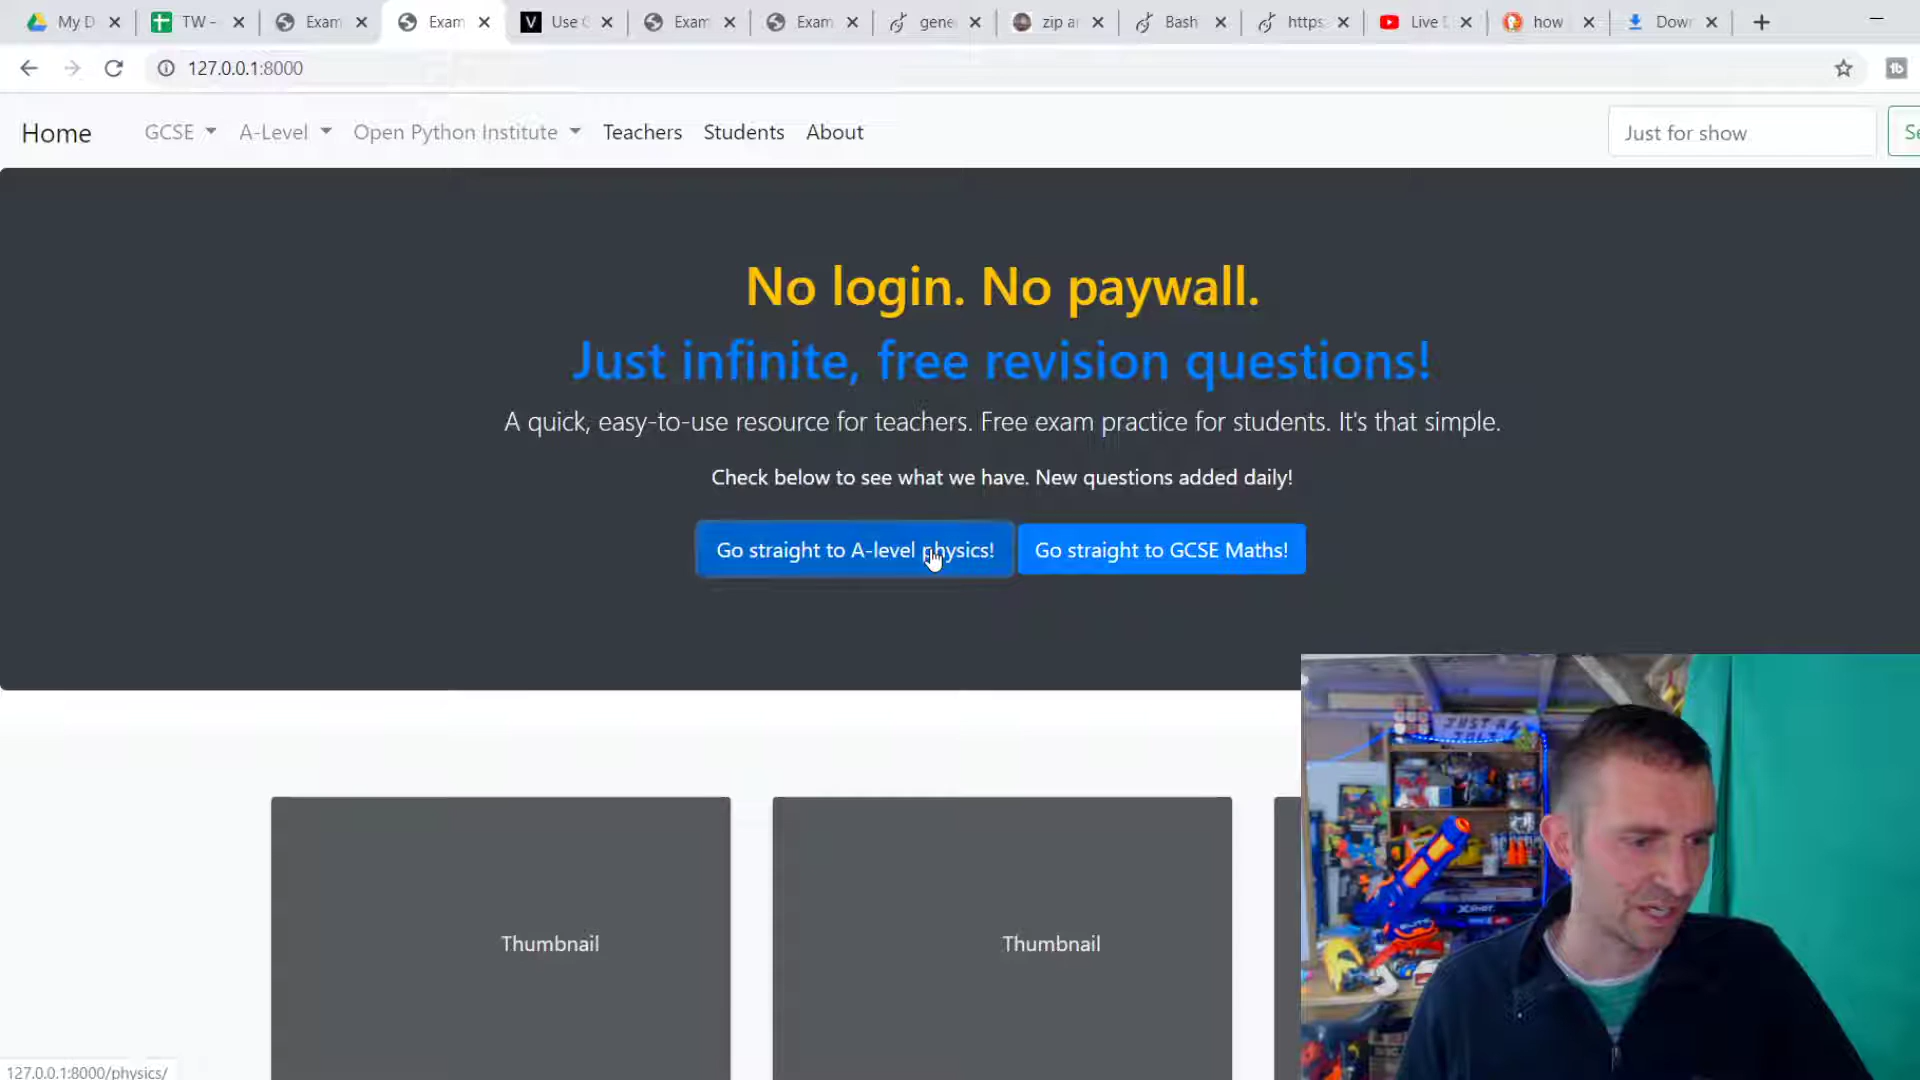 My D
TW -
Exam
Exam
Use
Exam
Exam
gene
zip a
Bash
https
Live
how
Down
127.0.0.1:8000
Home
GCSE
A-Level
Open Python Institute
Teachers
Students
About
Just for show
Se
No login. No paywall.
Just infinite, free revision questions!
A quick, easy-to-use resource for teachers. Free exam practice for students. It's that simple.
Check below to see what we have. New questions added daily!
Go straight to A-level physics!
Go straight to GCSE Maths!
Thumbnail
Thumbnail
127.0.0.1:8000/physics/